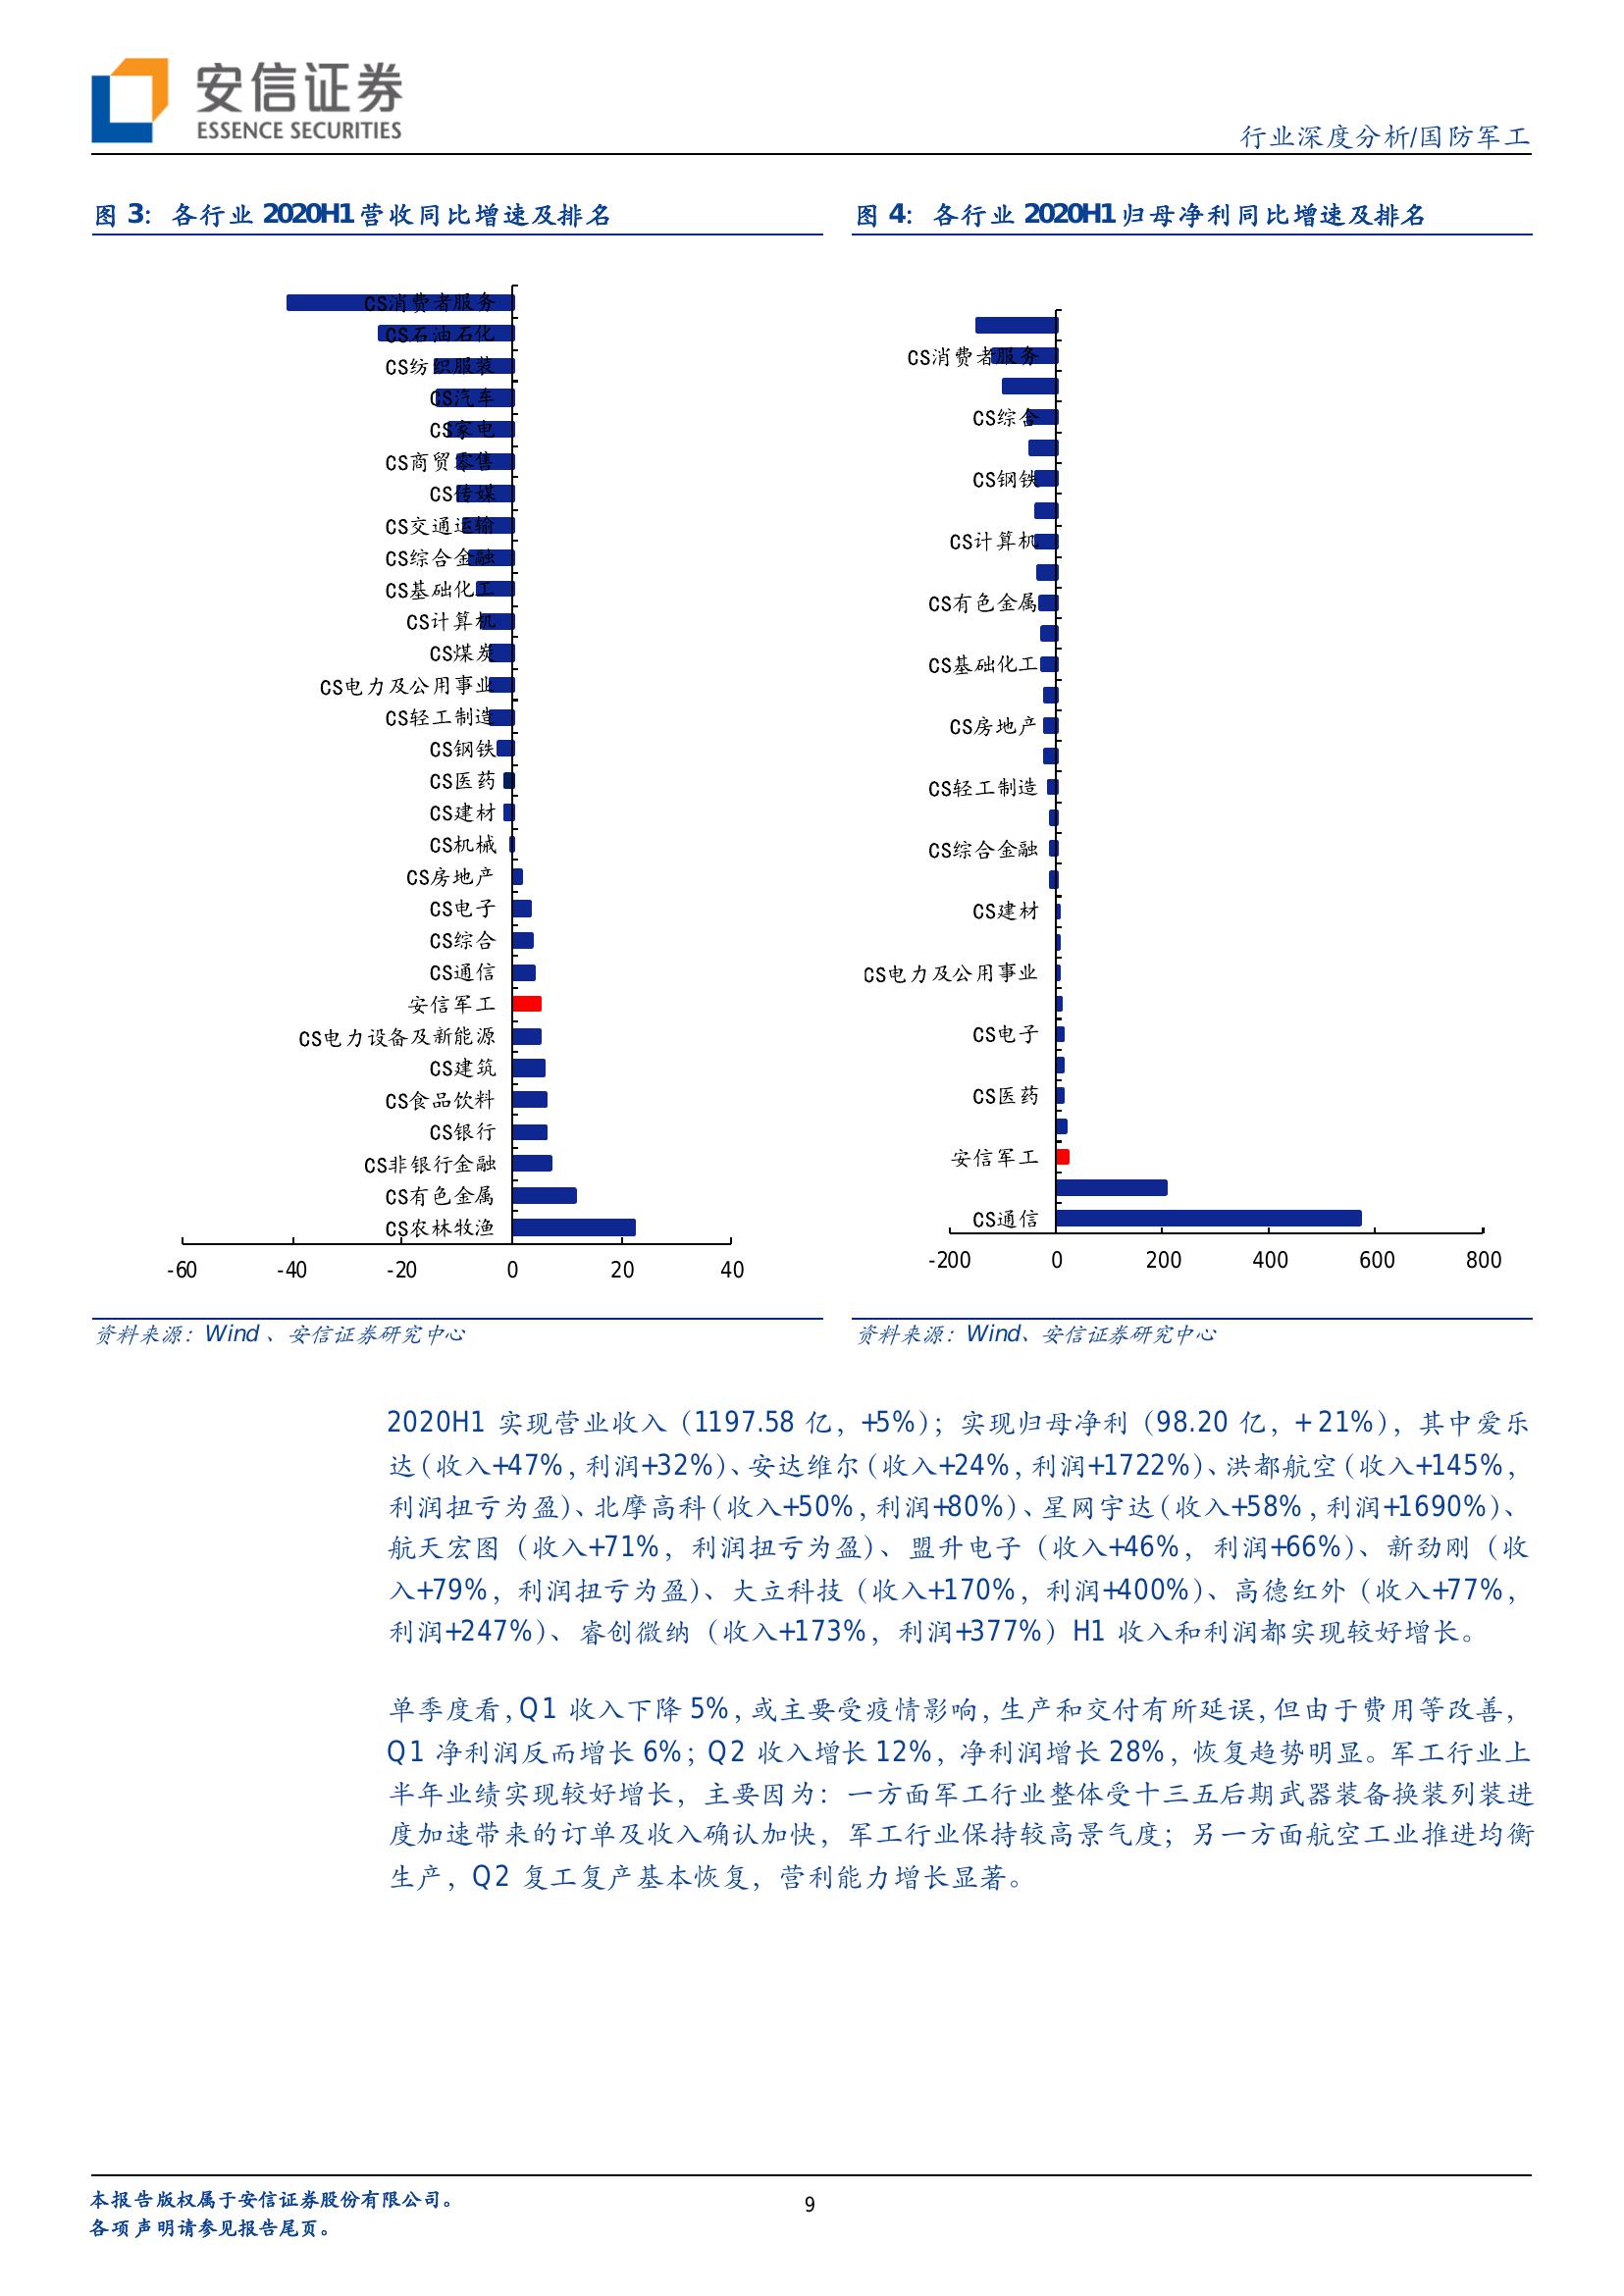 安信证券
ESSENCE SECURITIES
行业深度分析/国防军工
图 3：各行业 2020H1 营收同比增速及排名
CS消费者服务
CS石油石化
CS纺织服装
CS汽车
CS家电
CS商贸零售
CS传媒
CS交通运输
CS综合金融
CS基础化工
CS计算机
CS煤炭
CS电力及公用事业
CS轻工制造
CS钢铁
CS医药
CS建材
CS机械
CS房地产
CS电子
CS综合
CS通信
安信军工
CS电力设备及新能源
CS建筑
CS食品饮料
CS银行
CS非银行金融
CS有色金属
CS农林牧渔
-60 -40 -20 0 20 40
资料来源：Wind 、安信证券研究中心
图 4：各行业 2020H1 归母净利同比增速及排名
CS消费者服务
CS综合
CS钢铁
CS计算机
CS有色金属
CS基础化工
CS房地产
CS轻工制造
CS综合金融
CS建材
CS电力及公用事业
CS电子
CS医药
安信军工
CS通信
-200 0 200 400 600 800
资料来源：Wind、安信证券研究中心
2020H1 实现营业收入（1197.58 亿，+5%）；实现归母净利（98.20 亿，+ 21%），其中爱乐
达（收入+47%，利润+32%）、安达维尔（收入+24%，利润+1722%）、洪都航空（收入+145%，
利润扭亏为盈）、北摩高科（收入+50%，利润+80%）、星网宇达（收入+58%，利润+1690%）、
航天宏图（收入+71%，利润扭亏为盈）、盟升电子（收入+46%，利润+66%）、新劲刚（收
入+79%，利润扭亏为盈）、大立科技（收入+170%，利润+400%）、高德红外（收入+77%，
利润+247%）、睿创微纳（收入+173%，利润+377%）H1 收入和利润都实现较好增长。
单季度看，Q1 收入下降 5%，或主要受疫情影响，生产和交付有所延误，但由于费用等改善，
Q1 净利润反而增长 6%；Q2 收入增长 12%，净利润增长 28%，恢复趋势明显。军工行业上
半年业绩实现较好增长，主要因为：一方面军工行业整体受十三五后期武器装备换装列装进
度加速带来的订单及收入确认加快，军工行业保持较高景气度；另一方面航空工业推进均衡
生产，Q2 复工复产基本恢复，营利能力增长显著。
本报告版权属于安信证券股份有限公司。
各项声明请参见报告尾页。
9